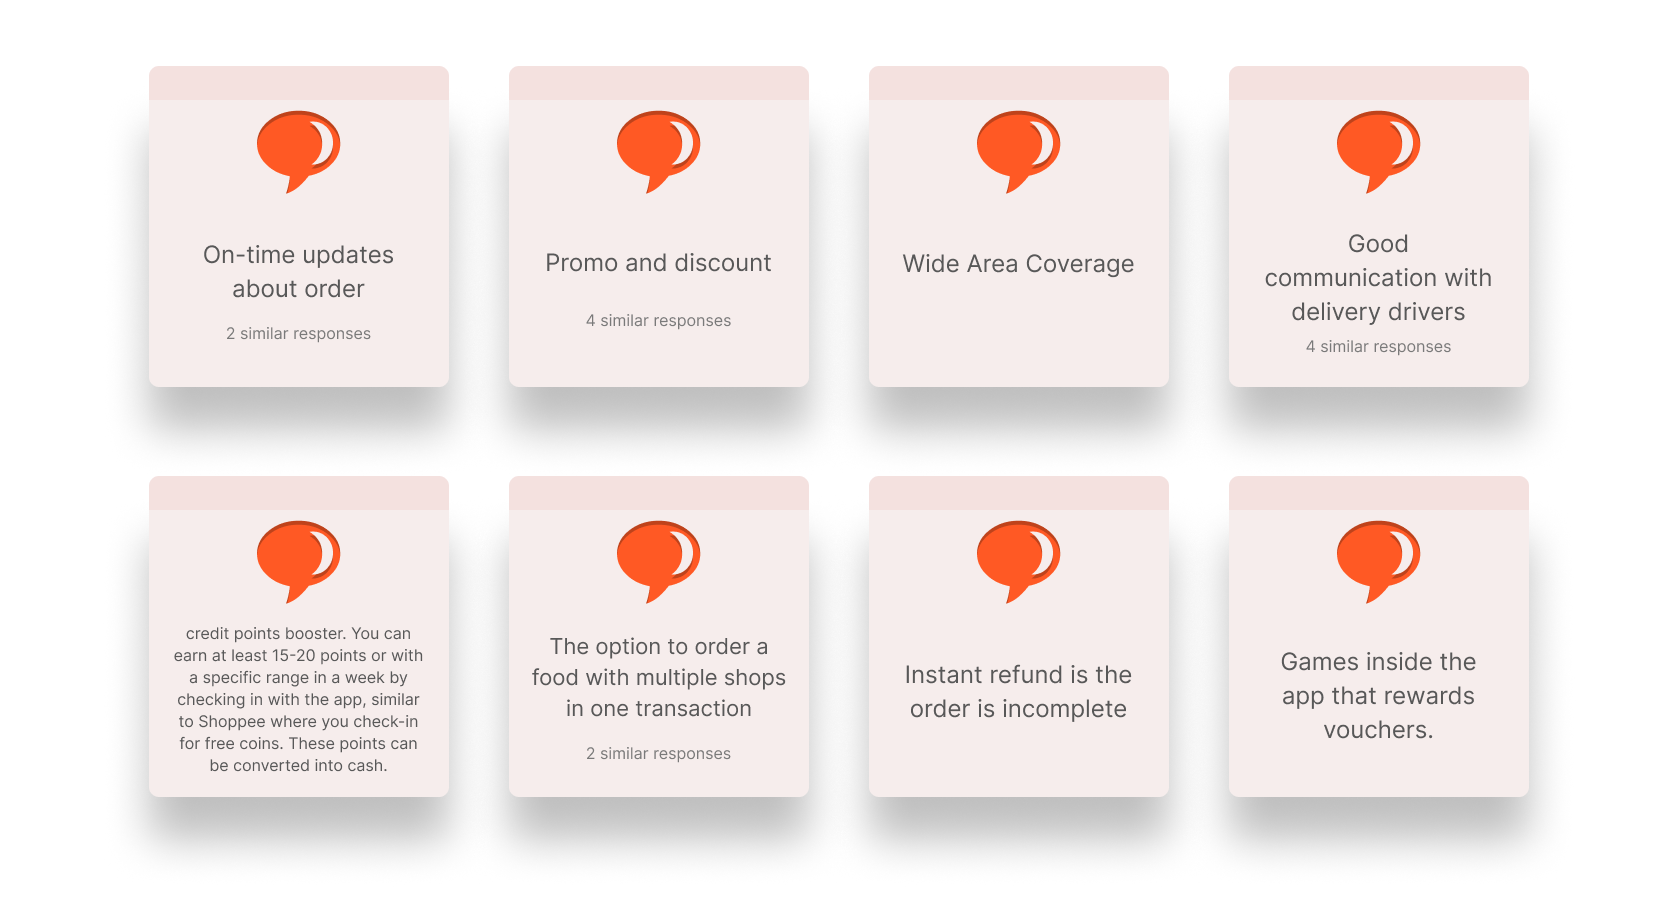 On-time updates
about order
2 similar responses
Promo and discount
4 similar responses
Wide Area Coverage
Good
communication with
delivery drivers
4 similar responses
credit points booster. You can
earn at least 15-20 points or with
a specific range in a week by
checking in with the app, similar
to Shoppee where you check-in
for free coins. These points can
be converted into cash.
The option to order a
food with multiple shops
in one transaction
2 similar responses
Instant refund is the
order is incomplete
Games inside the
app that rewards
vouchers.